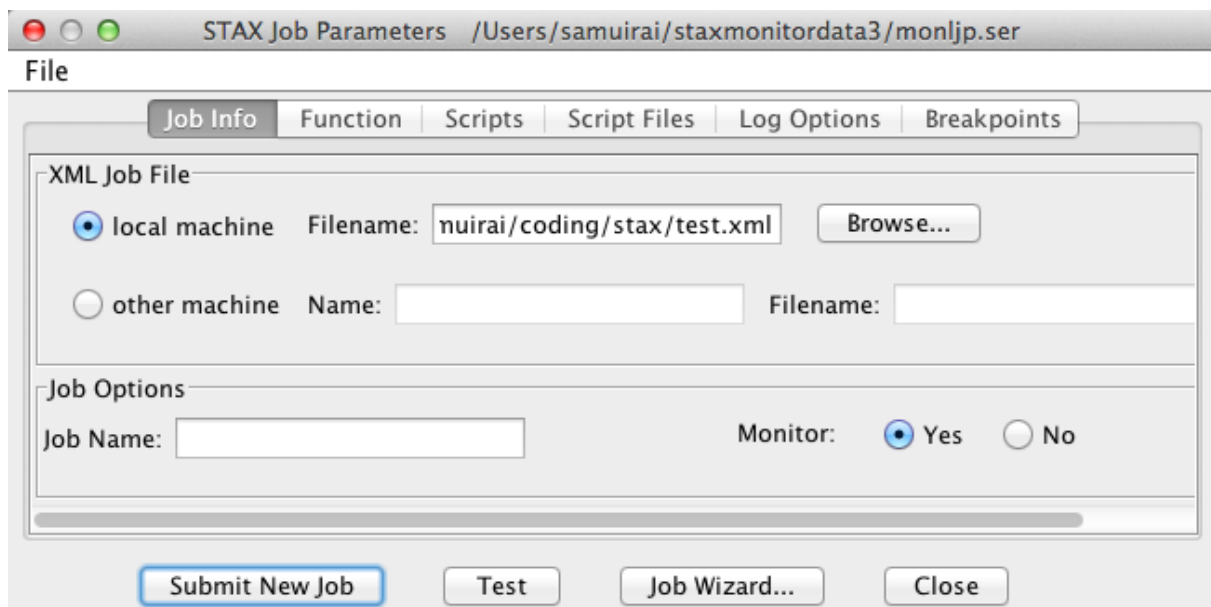 STAX Job Parameters /Users/samuirai/staxmonitordata3/monljp.ser
File
Job Info Function Scripts Script Files Log Options Breakpoints
XML Job File
local machine Filename: muirai/coding/stax/test.xml Browse...
other machine Name: Filename:
Job Options
Job Name: Monitor: Yes No
Submit New Job Test Job Wizard... Close